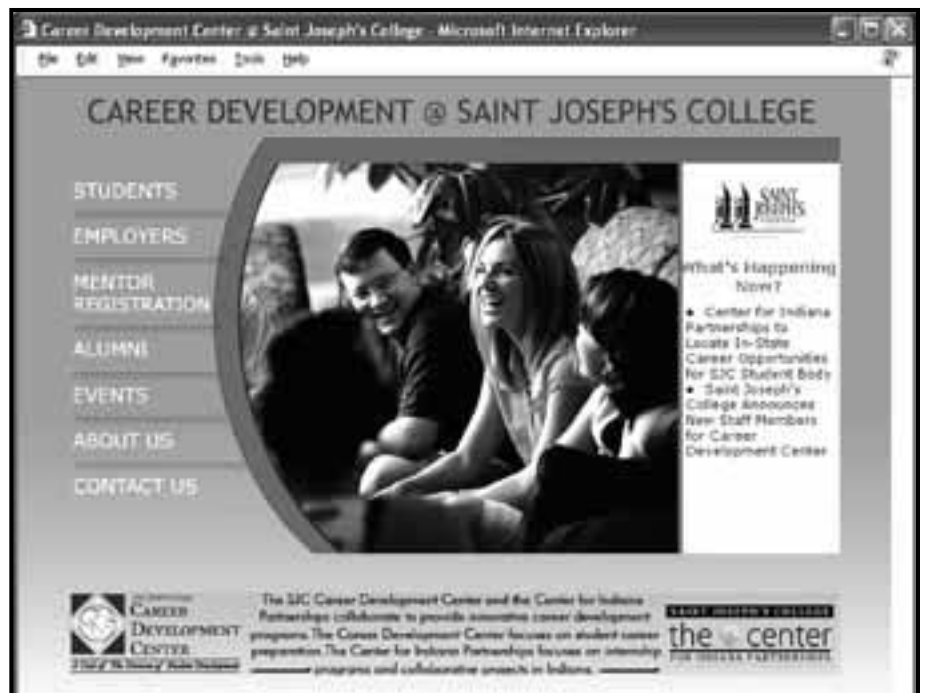 Career Development Center @ Saint Joseph's College - Microsoft Internet Explorer
File Edit View Favorites Tools Help
CAREER DEVELOPMENT @ SAINT JOSEPH'S COLLEGE
STUDENTS
EMPLOYERS
MENTOR
REGISTRATION
ALUMNI
EVENTS
ABOUT US
CONTACT US
SAINT
JOSEPH'S
What's Happening
Now?
• Center for Indiana
Partnerships to
Locate In-State
Career Opportunities
for SJC Student Body
• Saint Joseph's
College Announces
New Staff Members
for Career
Development Center
CAREER
DEVELOPMENT
CENTER
The SJC Career Development Center and the Center for Indiana
Partnerships collaborate to provide innovative career development
programs. The Career Development Center focuses on student career
preparation. The Center for Indiana Partnerships focuses on internship
programs and collaborative projects in Indiana.
SAINT JOSEPH'S COLLEGE
the center
FOR INDIANA PARTNERSHIPS